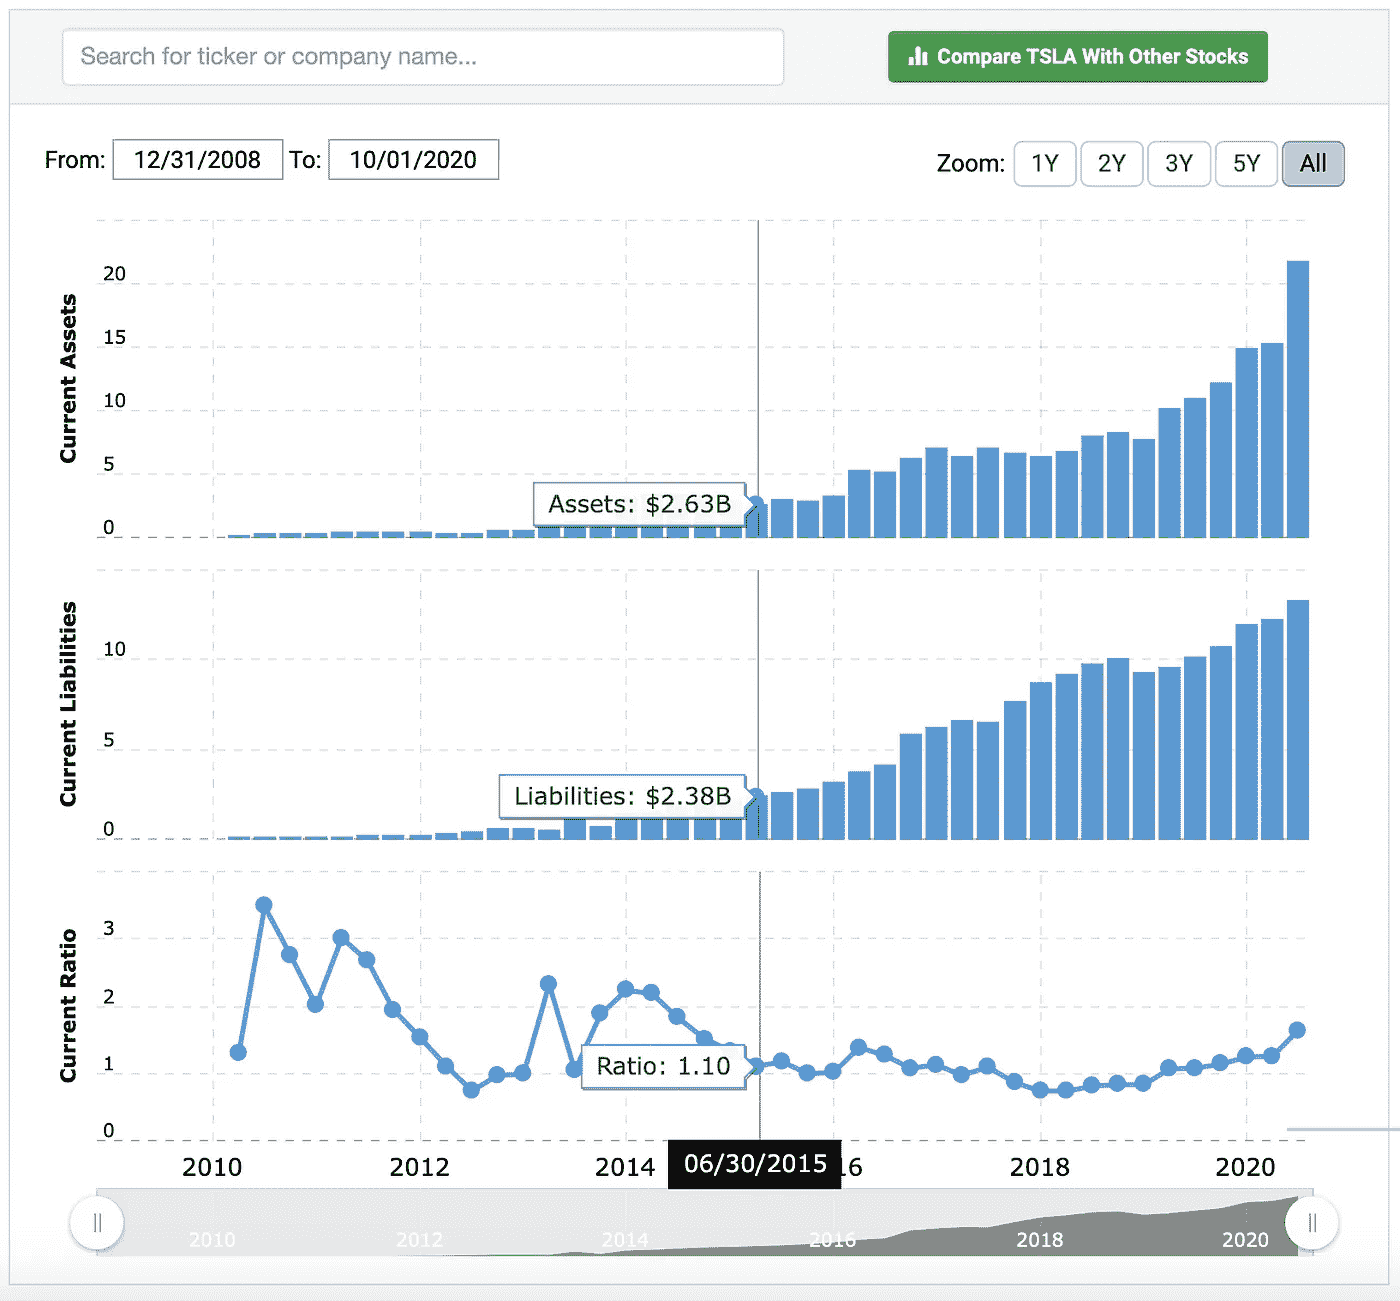 Search for ticker or company name...
Compare TSLA With Other Stocks
From: 12/31/2008 To: 10/01/2020
Zoom: 1Y 2Y 3Y 5Y All
Current Assets
20
15
10
5
0
Assets: $2.63B
Current Liabilities
10
5
0
Liabilities: $2.38B
Current Ratio
3
2
1
0
Ratio: 1.10
2010 2012 2014 06/30/2015 16 2018 2020
2010 2012 2014 2016 2018 2020